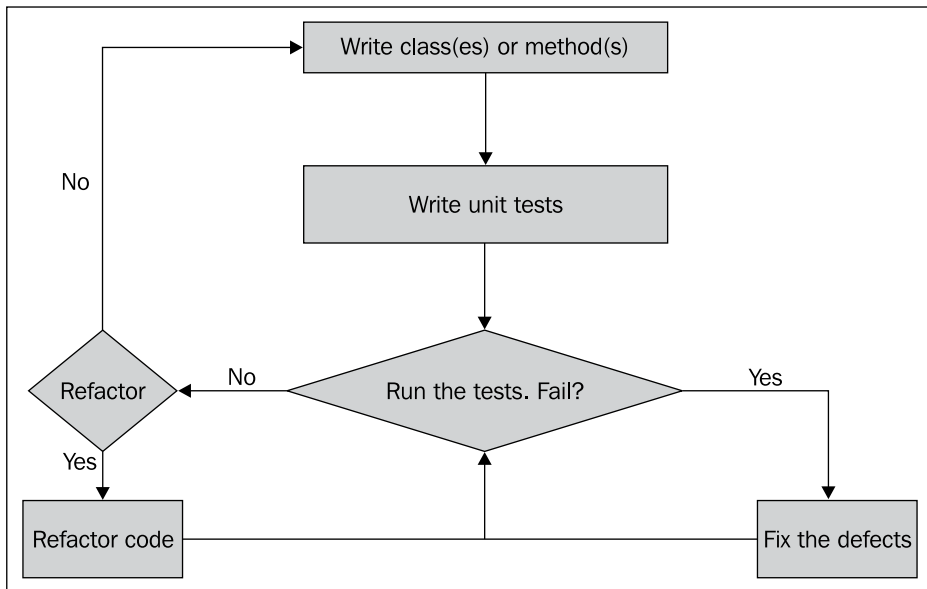 Write class(es) or method(s)
No
Write unit tests
Refactor
No
Run the tests. Fail?
Yes
Yes
Refactor code
Fix the defects